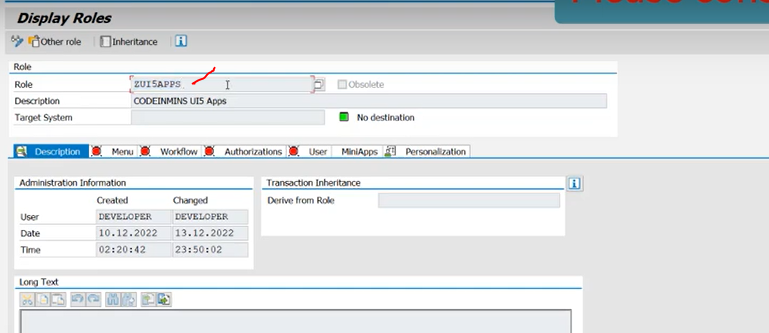 Display Roles
Other role Inheritance
Role
Role ZUI5APPS Obsolete
Description CODEINMINS UI5 Apps
Target System No destination
Description Menu Workflow Authorizations User MiniApps Personalization
Administration Information Transaction Inheritance
Created Changed Derive from Role
User DEVELOPER DEVELOPER
Date 10.12.2022 13.12.2022
Time 02:20:42 23:50:02
Long Text